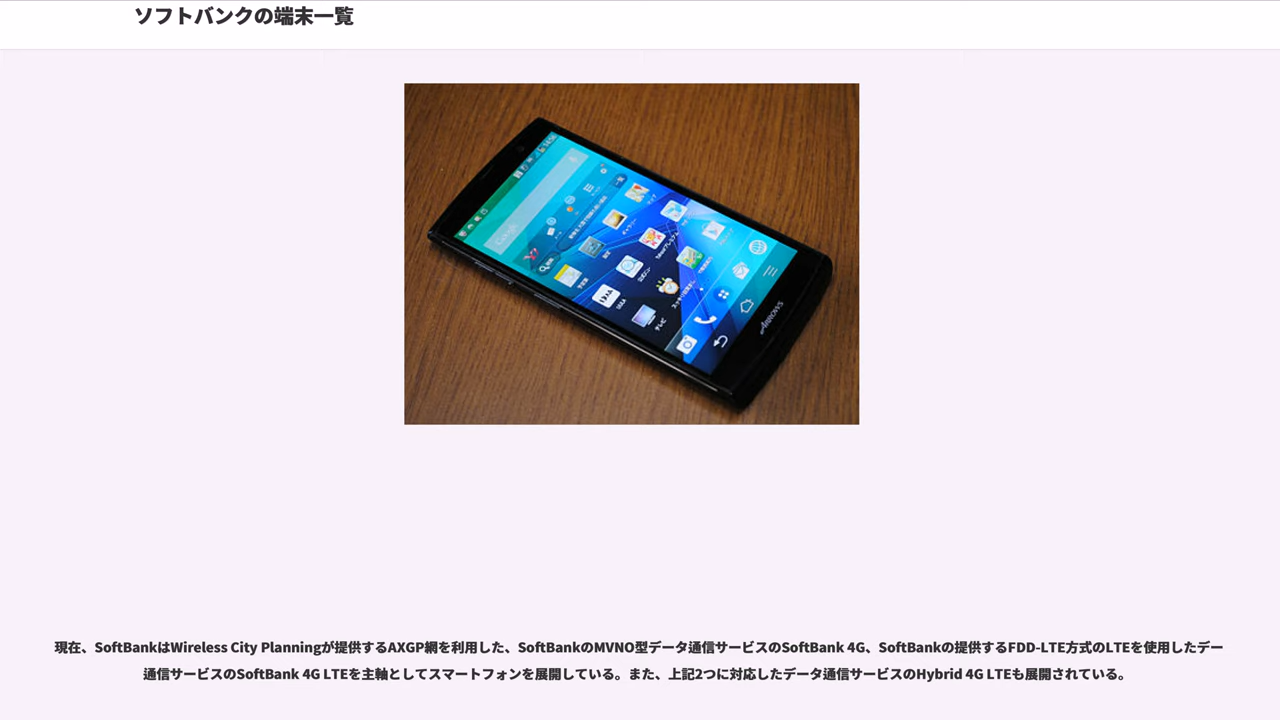 ソフトバンクの端末一覧
Google
ギャラリー
テレビ
ARROWS
現在、SoftBankはWireless City Planningが提供するAXGP網を利用した、SoftBankのMVNO型データ通信サービスのSoftBank 4G、SoftBankの提供するFDD-LTE方式のLTEを使用したデー
通信サービスのSoftBank 4G LTEを主軸としてスマートフォンを展開している。また、上記2つに対応したデータ通信サービスのHybrid 4G LTEも展開されている。